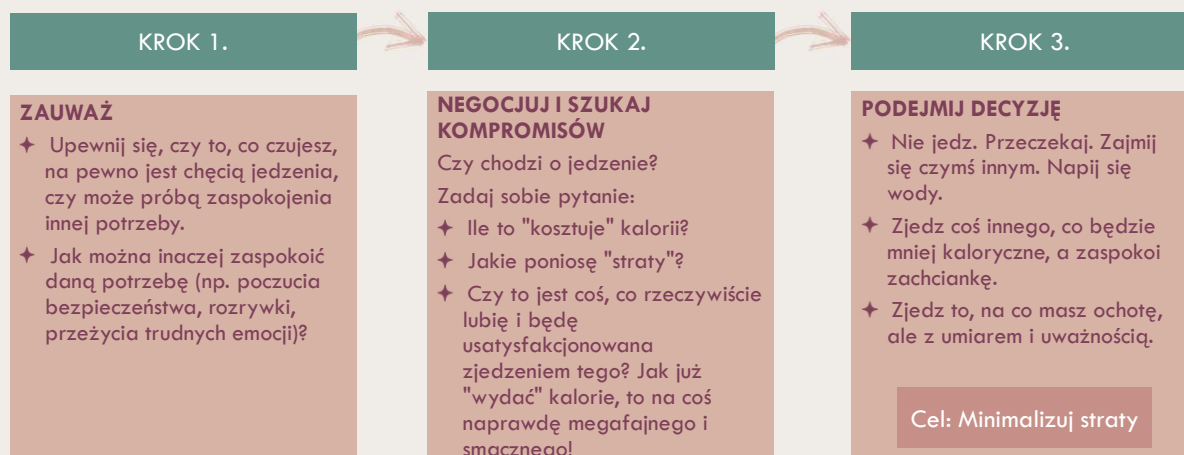 KROK 1.
ZAUWAŻ
✦ Upewnij się, czy to, co czujesz,
na pewno jest chęcią jedzenia,
czy może próbą zaspokojenia
innej potrzeby.
✦ Jak można inaczej zaspokoić
daną potrzebę (np. poczucia
bezpieczeństwa, rozrywki,
przeżycia trudnych emocji)?
KROK 2.
NEGOCJUJ I SZUKAJ
KOMPROMISÓW
Czy chodzi o jedzenie?
Zadaj sobie pytanie:
✦ Ile to "kosztuje" kalorii?
✦ Jakie poniosę "straty"?
✦ Czy to jest coś, co rzeczywiście
lubię i będę
usatysfakcjonowana
zjedzeniem tego? Jak już
"wydać" kalorie, to na coś
naprawdę megafajnego i
smacznego!
KROK 3.
PODEJMIJ DECYZJĘ
✦ Nie jedz. Przeczekaj. Zajmij
się czymś innym. Napij się
wody.
✦ Zjedz coś innego, co będzie
mniej kaloryczne, a zaspokoi
zachciankę.
✦ Zjedz to, na co masz ochotę,
ale z umiarem i uważnością.
Cel: Minimalizuj straty